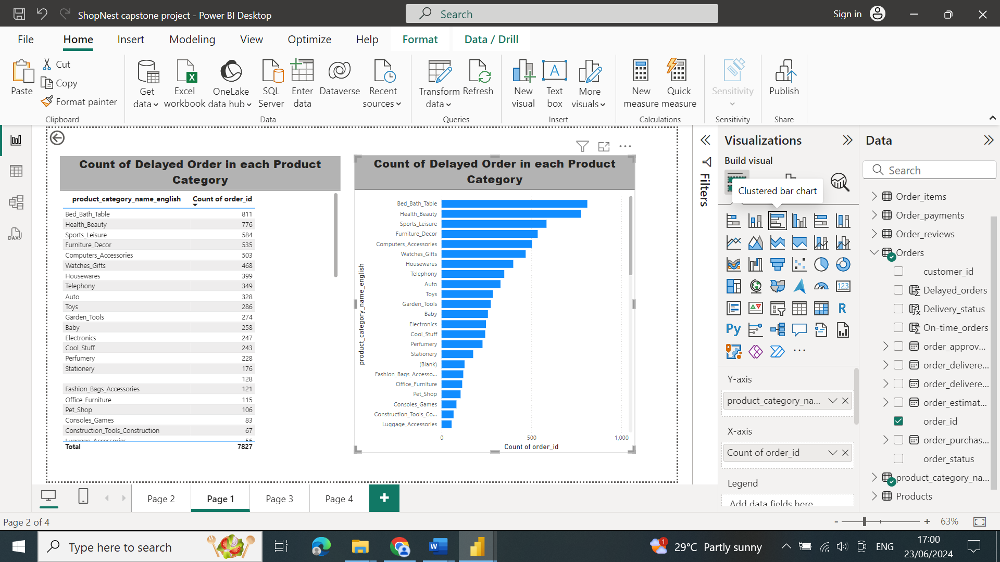 ShopNest capstone project - Power BI Desktop
Search
Sign in
File
Home
Insert
Modeling
View
Optimize
Help
Format
Data / Drill
Paste
Cut
Copy
Format painter
Clipboard
Get data
Excel workbook
OneLake data hub
SQL Server
Enter data
Dataverse
Recent sources
Data
Transform data
Refresh
Queries
New visual
Text box
More visuals
Insert
New measure
Quick measure
Calculations
Sensitivity
Sensitivity
Publish
Share
Count of Delayed Order in each Product
Category
product_category_name_english Count of order_id
Bed_Bath_Table 811
Health_Beauty 776
Sports_Leisure 584
Furniture_Decor 535
Computers_Accessories 503
Watches_Gifts 468
Housewares 399
Telephony 349
Auto 328
Toys 286
Garden_Tools 274
Baby 258
Electronics 247
Cool_Stuff 243
Perfumery 228
Stationery 176
128
Fashion_Bags_Accessories 121
Office_Furniture 115
Pet_Shop 106
Consoles_Games 83
Construction_Tools_Construction 67
Luggage_Accessories 56
Total 7827
Count of Delayed Order in each Product
Category
product_category_name_english
Bed_Bath_Table
Health_Beauty
Sports_Leisure
Furniture_Decor
Computers_Accessories
Watches_Gifts
Housewares
Telephony
Auto
Toys
Garden_Tools
Baby
Electronics
Cool_Stuff
Perfumery
Stationery
(Blank)
Fashion_Bags_Accesso...
Office_Furniture
Pet_Shop
Consoles_Games
Construction_Tools_Co...
Luggage_Accessories
0 500 1,000
Count of order_id
Filters
Visualizations
Build visual
Clustered bar chart
123
R
Py
Y-axis
product_category_na...
X-axis
Count of order_id
Legend
Add data fields here
Data
Search
Order_items
Order_payments
Order_reviews
Orders
customer_id
Delayed_orders
Delivery_status
On-time_orders
order_approv...
order_delivere...
order_delivere...
order_estimat...
order_id
order_purchas...
order_status
product_category_na...
Products
DAX
Page 2
Page 1
Page 3
Page 4
+
Page 2 of 4
- + 63%
Type here to search
1
29°C Partly sunny
ENG
17:00
23/06/2024